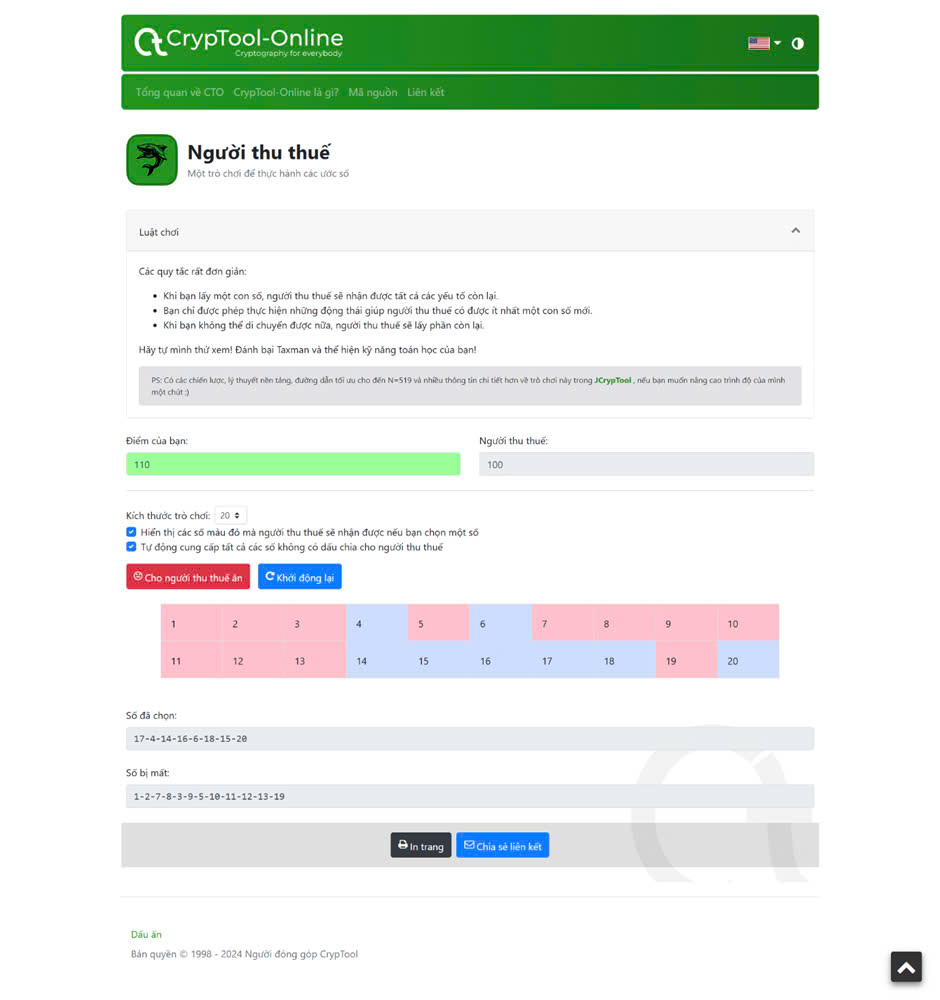 CrypTool-Online
Cryptography for everybody
Tổng quan về CTO CrypTool-Online là gì? Mã nguồn Liên kết
Người thu thuế
Một trò chơi để thực hành các ước số
Luật chơi
Các quy tắc rất đơn giản:
Khi bạn lấy một con số, người thu thuế sẽ nhận được tất cả các yếu tố còn lại.
Bạn chỉ được phép thực hiện những động thái giúp người thu thuế có được ít nhất một con số mới.
Khi bạn không thể di chuyển được nữa, người thu thuế sẽ lấy phần còn lại.
Hãy tự mình thử xem! Đánh bại Taxman và thể hiện kỹ năng toán học của bạn!
PS: Có các chiến lược, lý thuyết nền tảng, đường dẫn tối ưu cho đến N=519 và nhiều thông tin chi tiết hơn về trò chơi này trong JCrypTool , nếu bạn muốn nâng cao trình độ của mình
một chút ;)
Điểm của bạn: Người thu thuế:
110 100
Kích thước trò chơi: 20
Hiển thị các số màu đỏ mà người thu thuế sẽ nhận được nếu bạn chọn một số
Tự động cung cấp tất cả các số không có dấu chia cho người thu thuế
Cho người thu thuế ăn Khởi động lại
1 2 3 4 5 6 7 8 9 10
11 12 13 14 15 16 17 18 19 20
Số đã chọn:
17-4-14-16-6-18-15-20
Số bị mất:
1-2-7-8-3-9-5-10-11-12-13-19
In trang Chia sẻ liên kết
Dấu ấn
Bản quyền © 1998 - 2024 Người đóng góp CrypTool